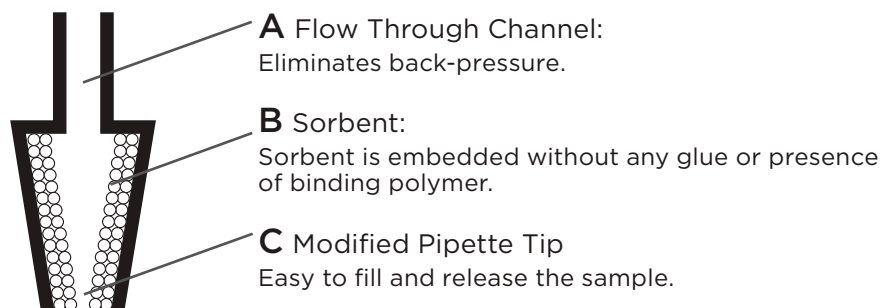 A Flow Through Channel:
Eliminates back-pressure.
B Sorbent:
Sorbent is embedded without any glue or presence
of binding polymer.
C Modified Pipette Tip
Easy to fill and release the sample.